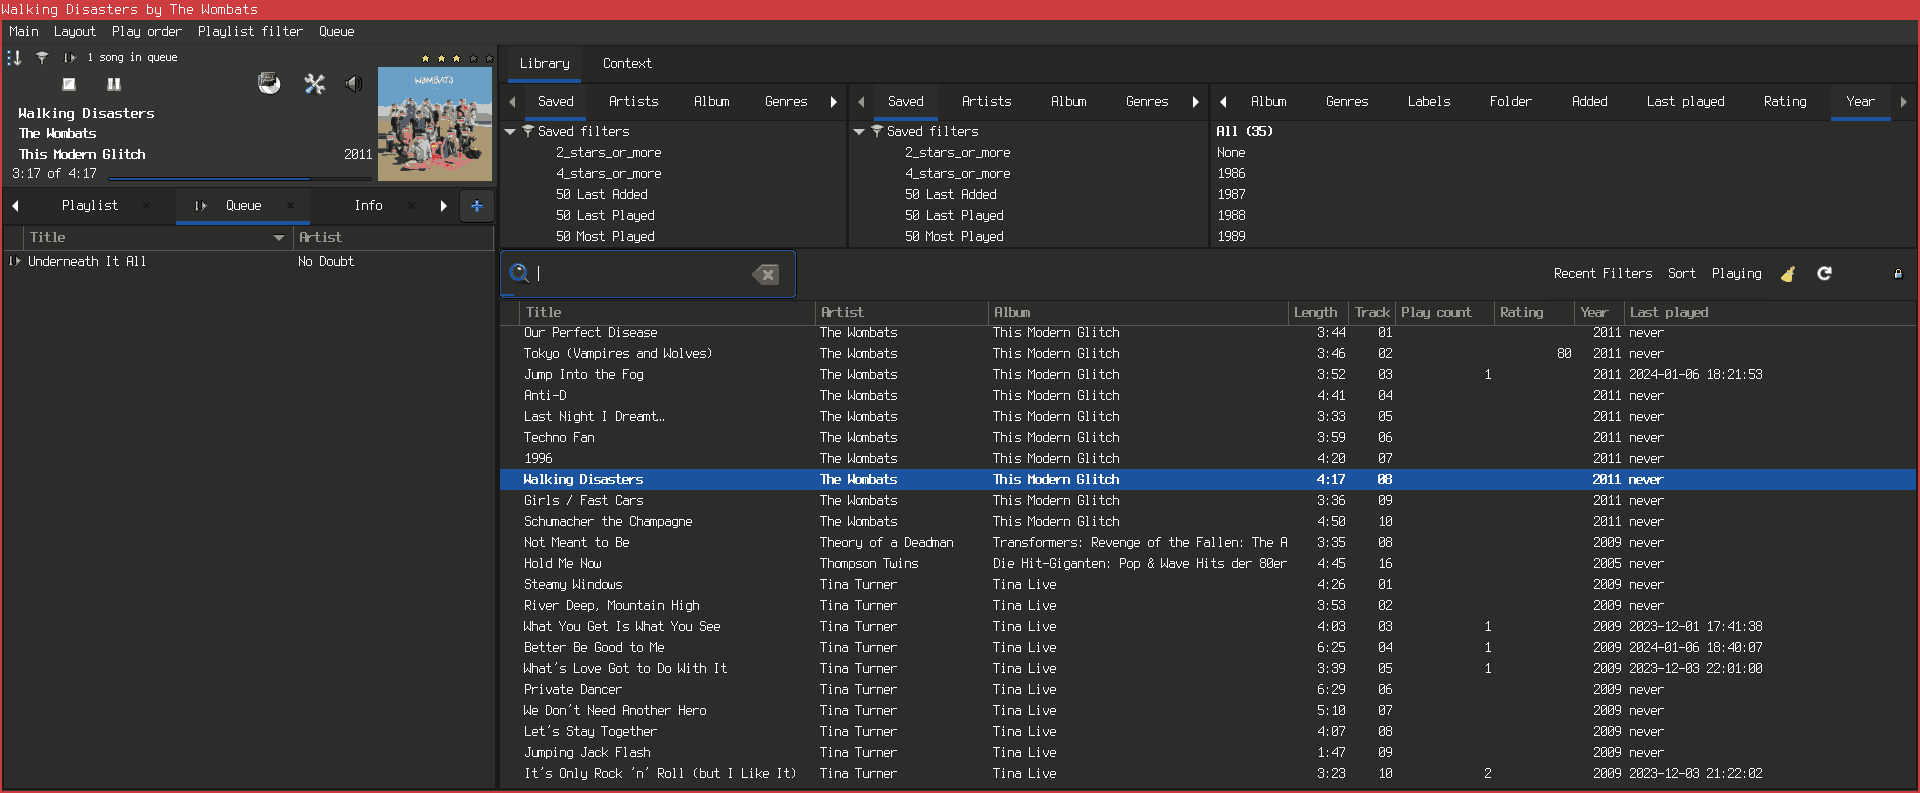 Walking Disasters by The Wombats
Main Layout Play order Playlist filter Queue
1 song in queue
WOMBATS
Walking Disasters
The Wombats
This Modern Glitch 2011
3:17 of 4:17
Playlist Queue Info
Title Artist
Underneath It All No Doubt
Library Context
Saved Artists Album Genres
Saved filters
2_stars_or_more
4_stars_or_more
50 Last Added
50 Last Played
50 Most Played
Saved Artists Album Genres
Saved filters
2_stars_or_more
4_stars_or_more
50 Last Added
50 Last Played
50 Most Played
Album Genres Labels Folder Added Last played Rating Year
All (35)
None
1986
1987
1988
1989
Recent Filters Sort Playing
Title Artist Album Length Track Play count Rating Year Last played
Our Perfect Disease The Wombats This Modern Glitch 3:44 01 2011 never
Tokyo (Vampires and Wolves) The Wombats This Modern Glitch 3:46 02 80 2011 never
Jump Into the Fog The Wombats This Modern Glitch 3:52 03 1 2011 2024-01-06 18:21:53
Anti-D The Wombats This Modern Glitch 4:41 04 2011 never
Last Night I Dreamt… The Wombats This Modern Glitch 3:33 05 2011 never
Techno Fan The Wombats This Modern Glitch 3:59 06 2011 never
1996 The Wombats This Modern Glitch 4:20 07 2011 never
Walking Disasters The Wombats This Modern Glitch 4:17 08 2011 never
Girls / Fast Cars The Wombats This Modern Glitch 3:36 09 2011 never
Schumacher the Champagne The Wombats This Modern Glitch 4:50 10 2011 never
Not Meant to Be Theory of a Deadman Transformers: Revenge of the Fallen: The A 3:35 08 2009 never
Hold Me Now Thompson Twins Die Hit-Giganten: Pop & Wave Hits der 80er 4:45 16 2005 never
Steamy Windows Tina Turner Tina Live 4:26 01 2009 never
River Deep, Mountain High Tina Turner Tina Live 3:53 02 2009 never
What You Get Is What You See Tina Turner Tina Live 4:03 03 1 2009 2023-12-01 17:41:38
Better Be Good to Me Tina Turner Tina Live 6:25 04 1 2009 2024-01-06 18:40:07
What's Love Got to Do With It Tina Turner Tina Live 3:39 05 1 2009 2023-12-03 22:01:00
Private Dancer Tina Turner Tina Live 6:29 06 2009 never
We Don't Need Another Hero Tina Turner Tina Live 5:10 07 2009 never
Let's Stay Together Tina Turner Tina Live 4:07 08 2009 never
Jumping Jack Flash Tina Turner Tina Live 1:47 09 2009 never
It's Only Rock 'n' Roll (but I Like It) Tina Turner Tina Live 3:23 10 2 2009 2023-12-03 21:22:02